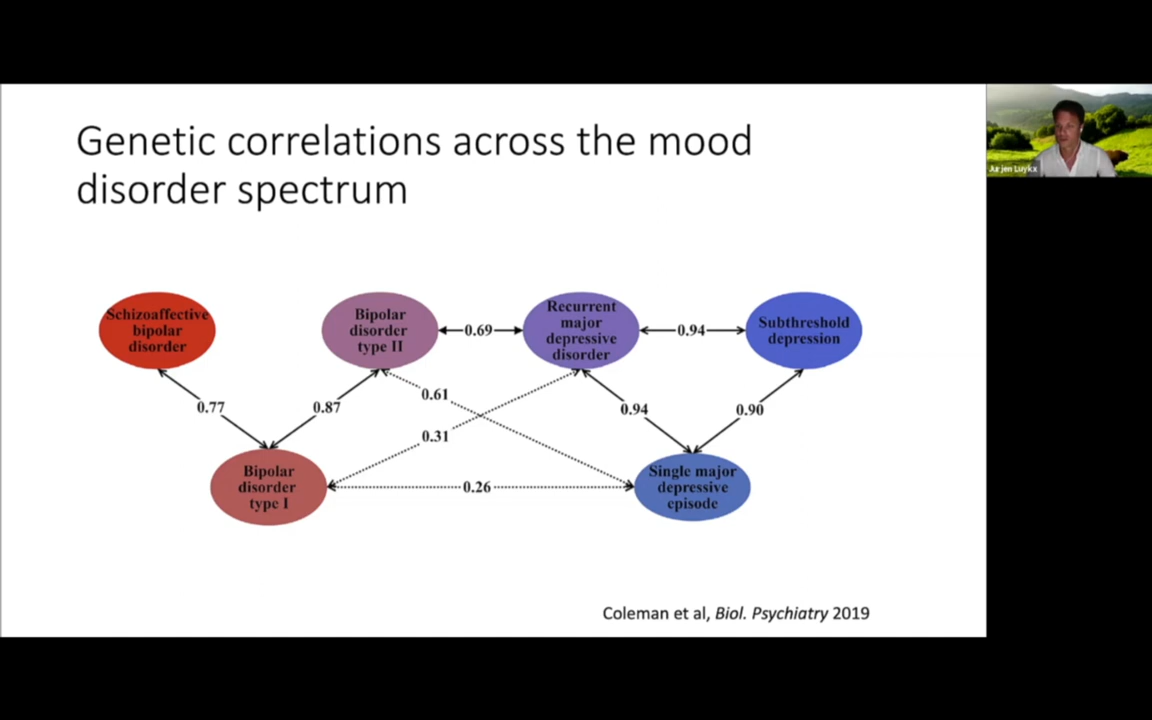 Genetic correlations across the mood
disorder spectrum
Jurjen Luykx
Schizoaffective
bipolar
disorder
Bipolar
disorder
type II
0.69
Recurrent
major
depressive
disorder
0.94
Subthreshold
depression
0.77
0.87
0.61
0.31
0.94
0.90
Bipolar
disorder
type I
0.26
Single major
depressive
episode
Coleman et al, Biol. Psychiatry 2019